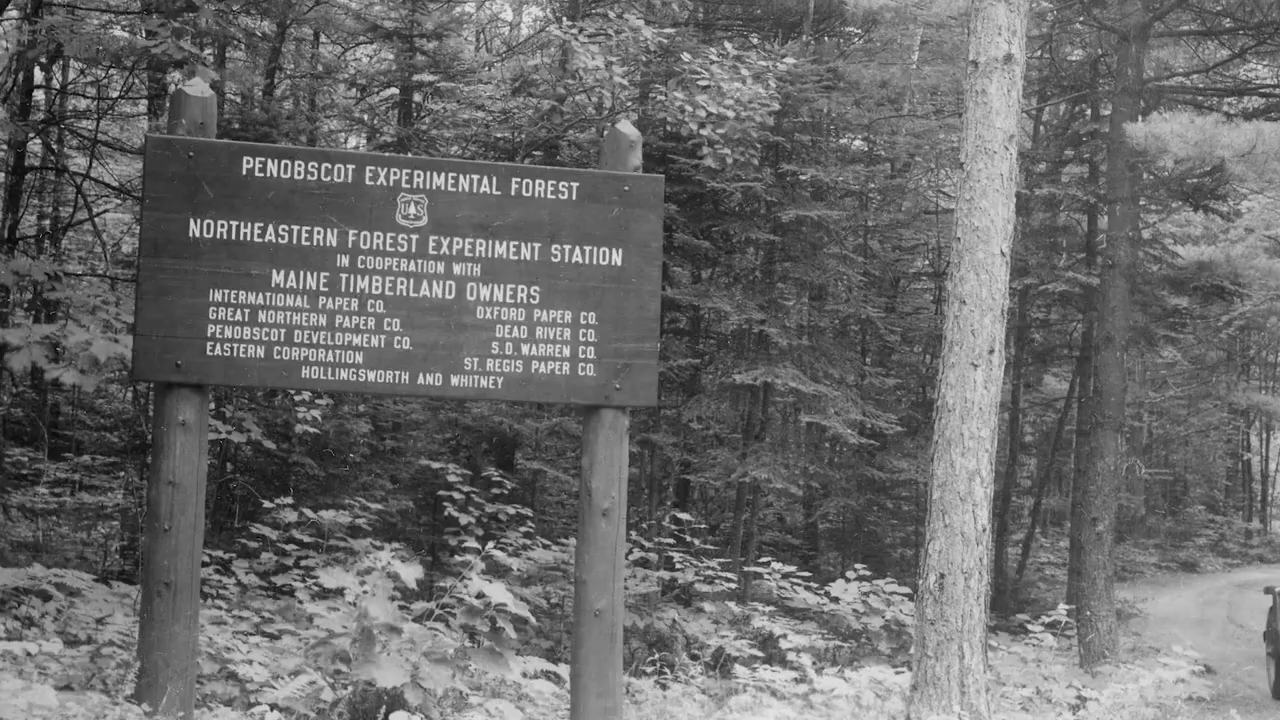 PENOBSCOT EXPERIMENTAL FOREST
UAS
NORTHEASTERN FOREST EXPERIMENT STATION
IN COOPERATION WITH
MAINE TIMBERLAND OWNERS
INTERNATIONAL PAPER CO.
GREAT NORTHERN PAPER CO.
PENOBSCOT DEVELOPMENT CO.
EASTERN CORPORATION
OXFORD PAPER CO.
DEAD RIVER CO.
S.D. WARREN CO.
ST. REGIS PAPER CO.
HOLLINGSWORTH AND WHITNEY